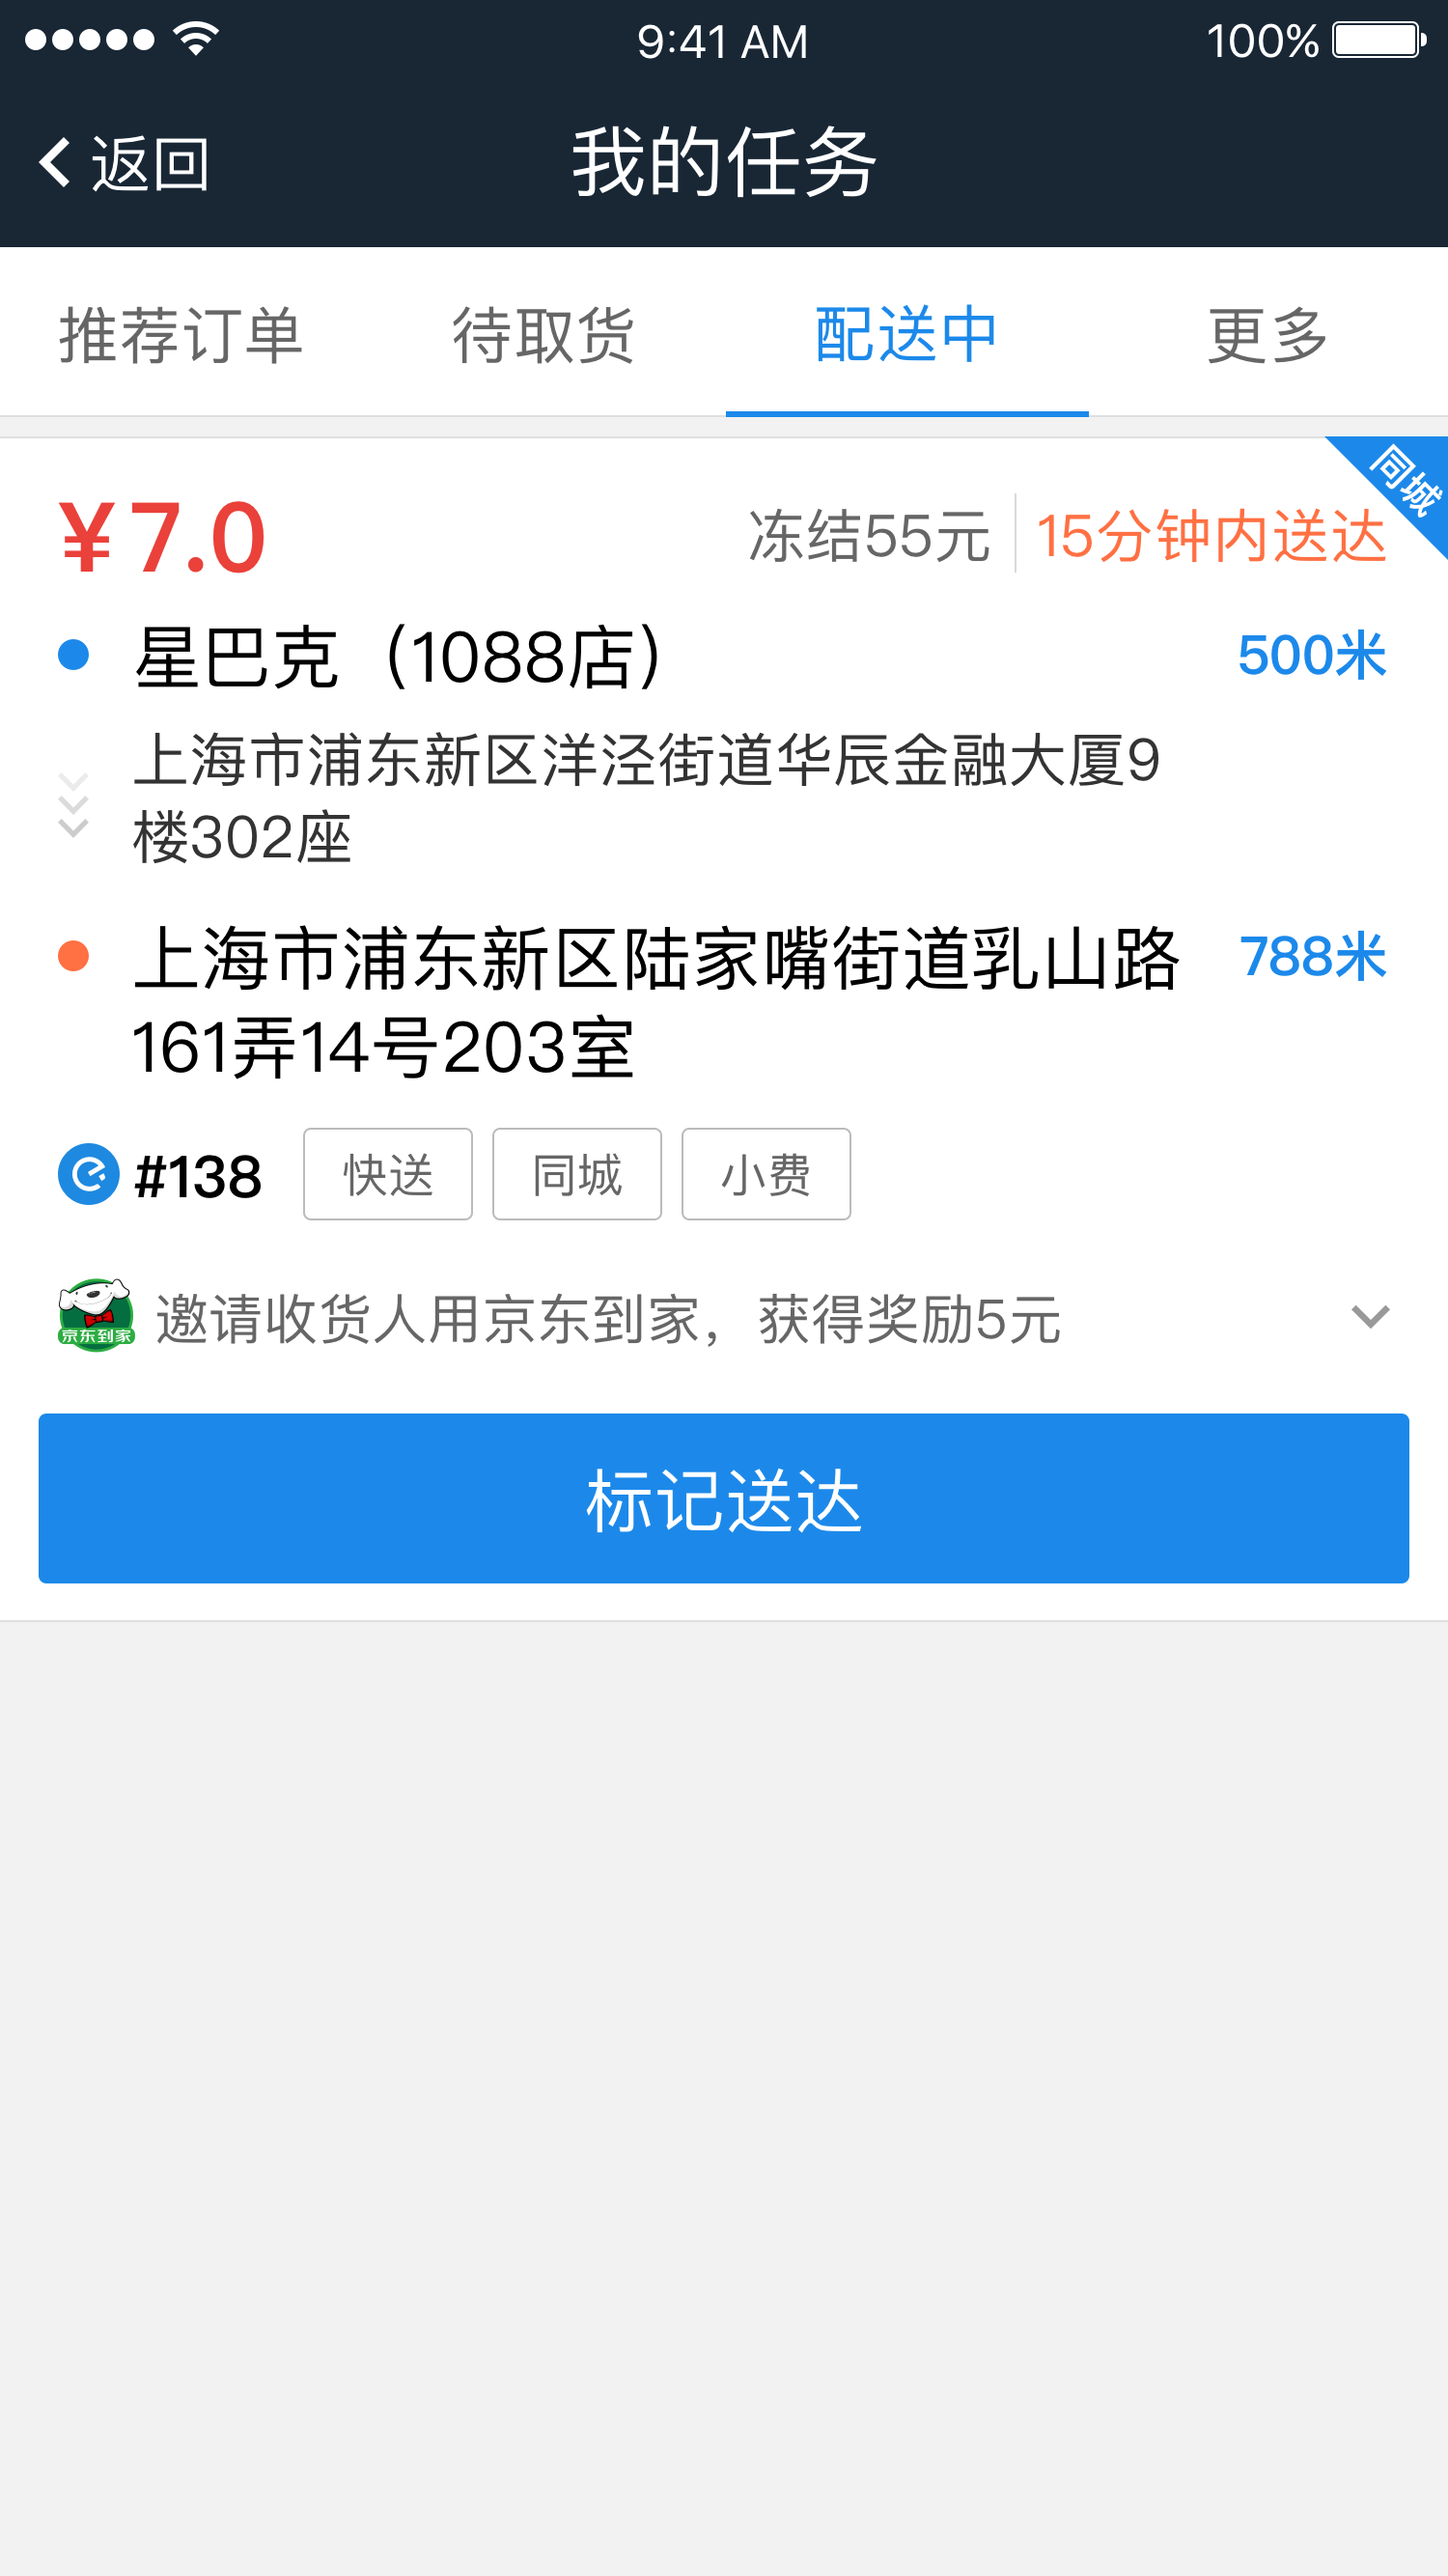 9:41 AM
100%
返回
我的任务
推荐订单
待取货
配送中
更多
同城
¥7.0
冻结55元
15分钟内送达
星巴克（1088店）
500米
上海市浦东新区洋泾街道华辰金融大厦9
楼302座
上海市浦东新区陆家嘴街道乳山路
788米
161弄14号203室
#138
快送
同城
小费
京东到家
邀请收货人用京东到家，获得奖励5元
标记送达